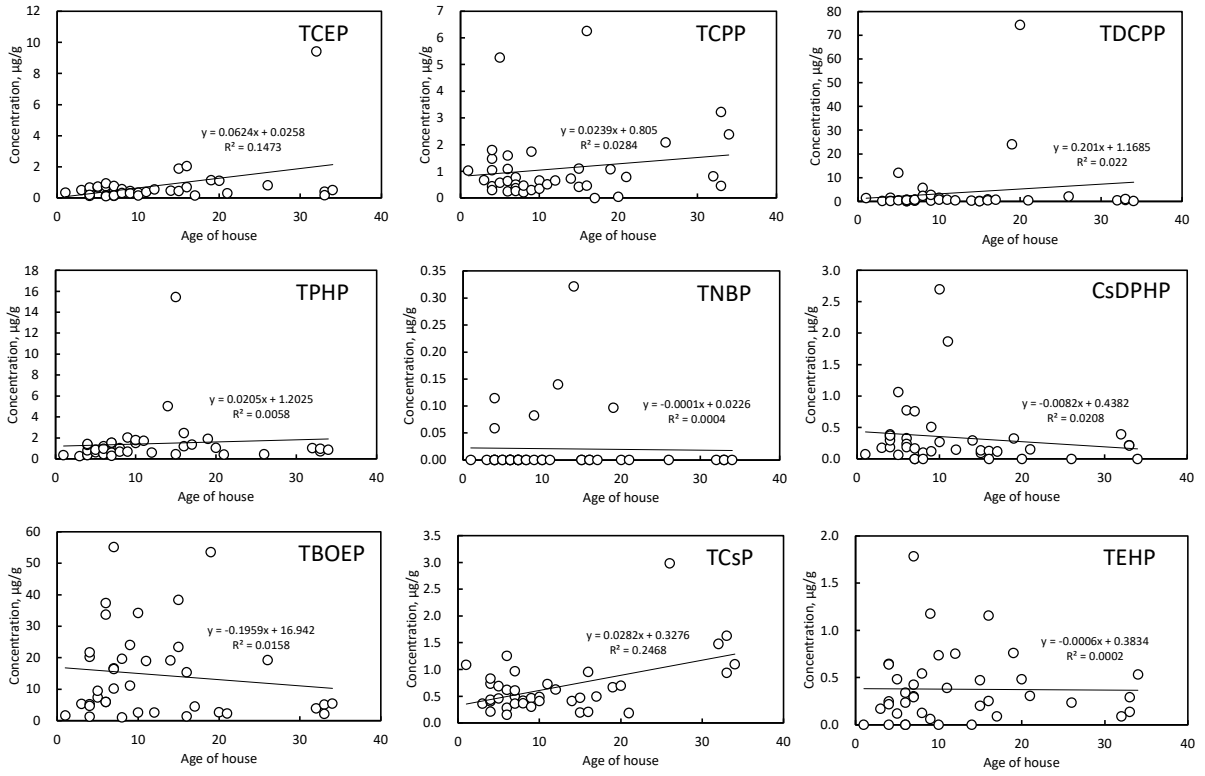 TCEP
Concentration, µg/g
12
10
8
6
4
2
0
y = 0.0624x + 0.0258
R² = 0.1473
0 10 20 30 40
Age of house
TCPP
Concentration, µg/g
7
6
5
4
3
2
1
0
y = 0.0239x + 0.805
R² = 0.0284
0 10 20 30 40
Age of house
TDCPP
Concentration, µg/g
80
70
60
50
40
30
20
10
0
y = 0.201x + 1.1685
R² = 0.022
0 10 20 30 40
Age of house
TPHP
Concentration, µg/g
18
16
14
12
10
8
6
4
2
0
y = 0.0205x + 1.2025
R² = 0.0058
0 10 20 30 40
Age of house
TNBP
Concentration, µg/g
0.35
0.30
0.25
0.20
0.15
0.10
0.05
0.00
y = -0.0001x + 0.0226
R² = 0.0004
0 10 20 30 40
Age of house
CsDPHP
Concentration, µg/g
3.0
2.5
2.0
1.5
1.0
0.5
0.0
y = -0.0082x + 0.4382
R² = 0.0208
0 10 20 30 40
Age of house
TBOEP
Concentration, µg/g
60
50
40
30
20
10
0
y = -0.1959x + 16.942
R² = 0.0158
0 10 20 30 40
Age of house
TCsP
Concentration, µg/g
3.5
3.0
2.5
2.0
1.5
1.0
0.5
0.0
y = 0.0282x + 0.3276
R² = 0.2468
0 10 20 30 40
Age of house
TEHP
Concentration, µg/g
2.0
1.5
1.0
0.5
0.0
y = -0.0006x + 0.3834
R² = 0.0002
0 10 20 30 40
Age of house